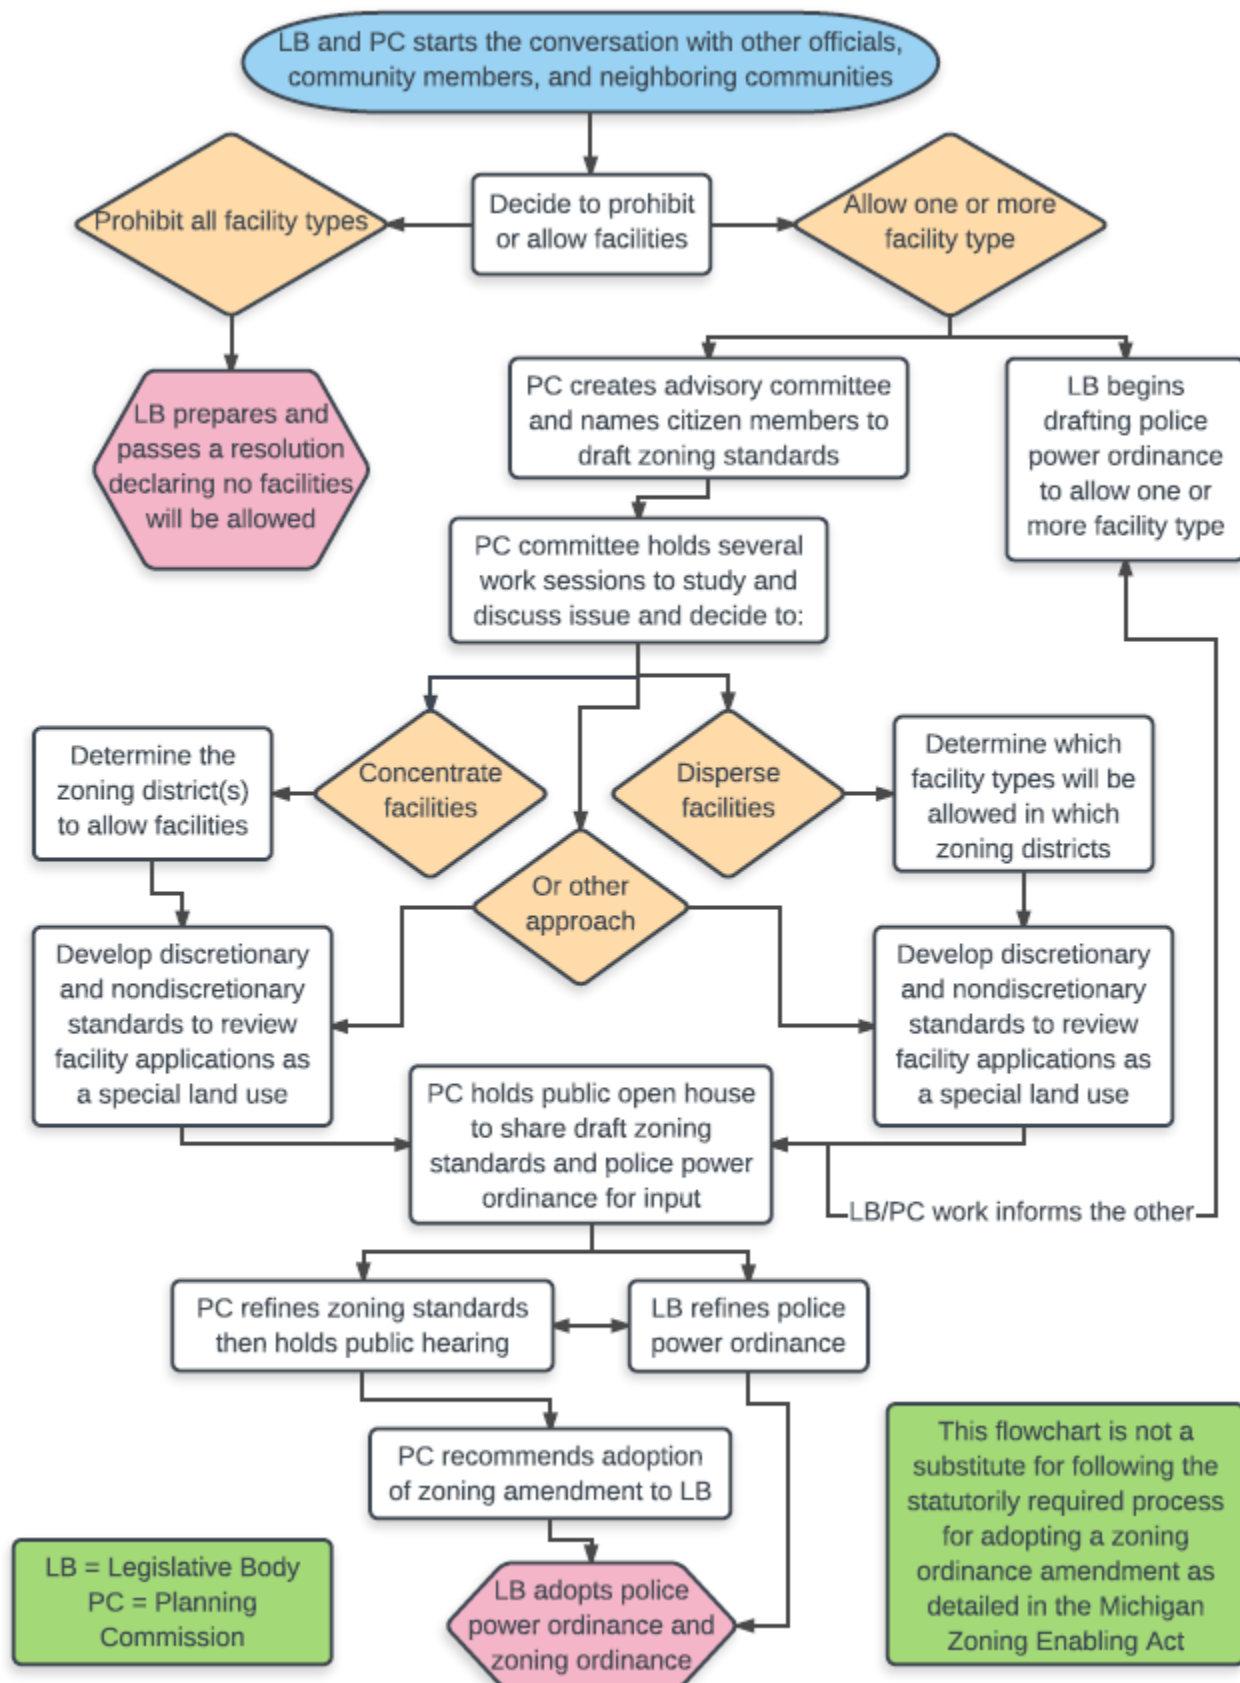 LB and PC starts the conversation with other officials,
community members, and neighboring communities
Prohibit all facility types
Decide to prohibit
or allow facilities
Allow one or more
facility type
LB prepares and
passes a resolution
declaring no facilities
will be allowed
PC creates advisory committee
and names citizen members to
draft zoning standards
LB begins
drafting police
power ordinance
to allow one or
more facility type
PC committee holds several
work sessions to study and
discuss issue and decide to:
Determine the
zoning district(s)
to allow facilities
Concentrate
facilities
Disperse
facilities
Determine which
facility types will be
allowed in which
zoning districts
Or other
approach
Develop discretionary
and nondiscretionary
standards to review
facility applications as
a special land use
Develop discretionary
and nondiscretionary
standards to review
facility applications as
a special land use
PC holds public open house
to share draft zoning
standards and police power
ordinance for input
LB/PC work informs the other
PC refines zoning standards
then holds public hearing
LB refines police
power ordinance
PC recommends adoption
of zoning amendment to LB
LB adopts police
power ordinance and
zoning ordinance
LB = Legislative Body
PC = Planning
Commission
This flowchart is not a
substitute for following the
statutorily required process
for adopting a zoning
ordinance amendment as
detailed in the Michigan
Zoning Enabling Act